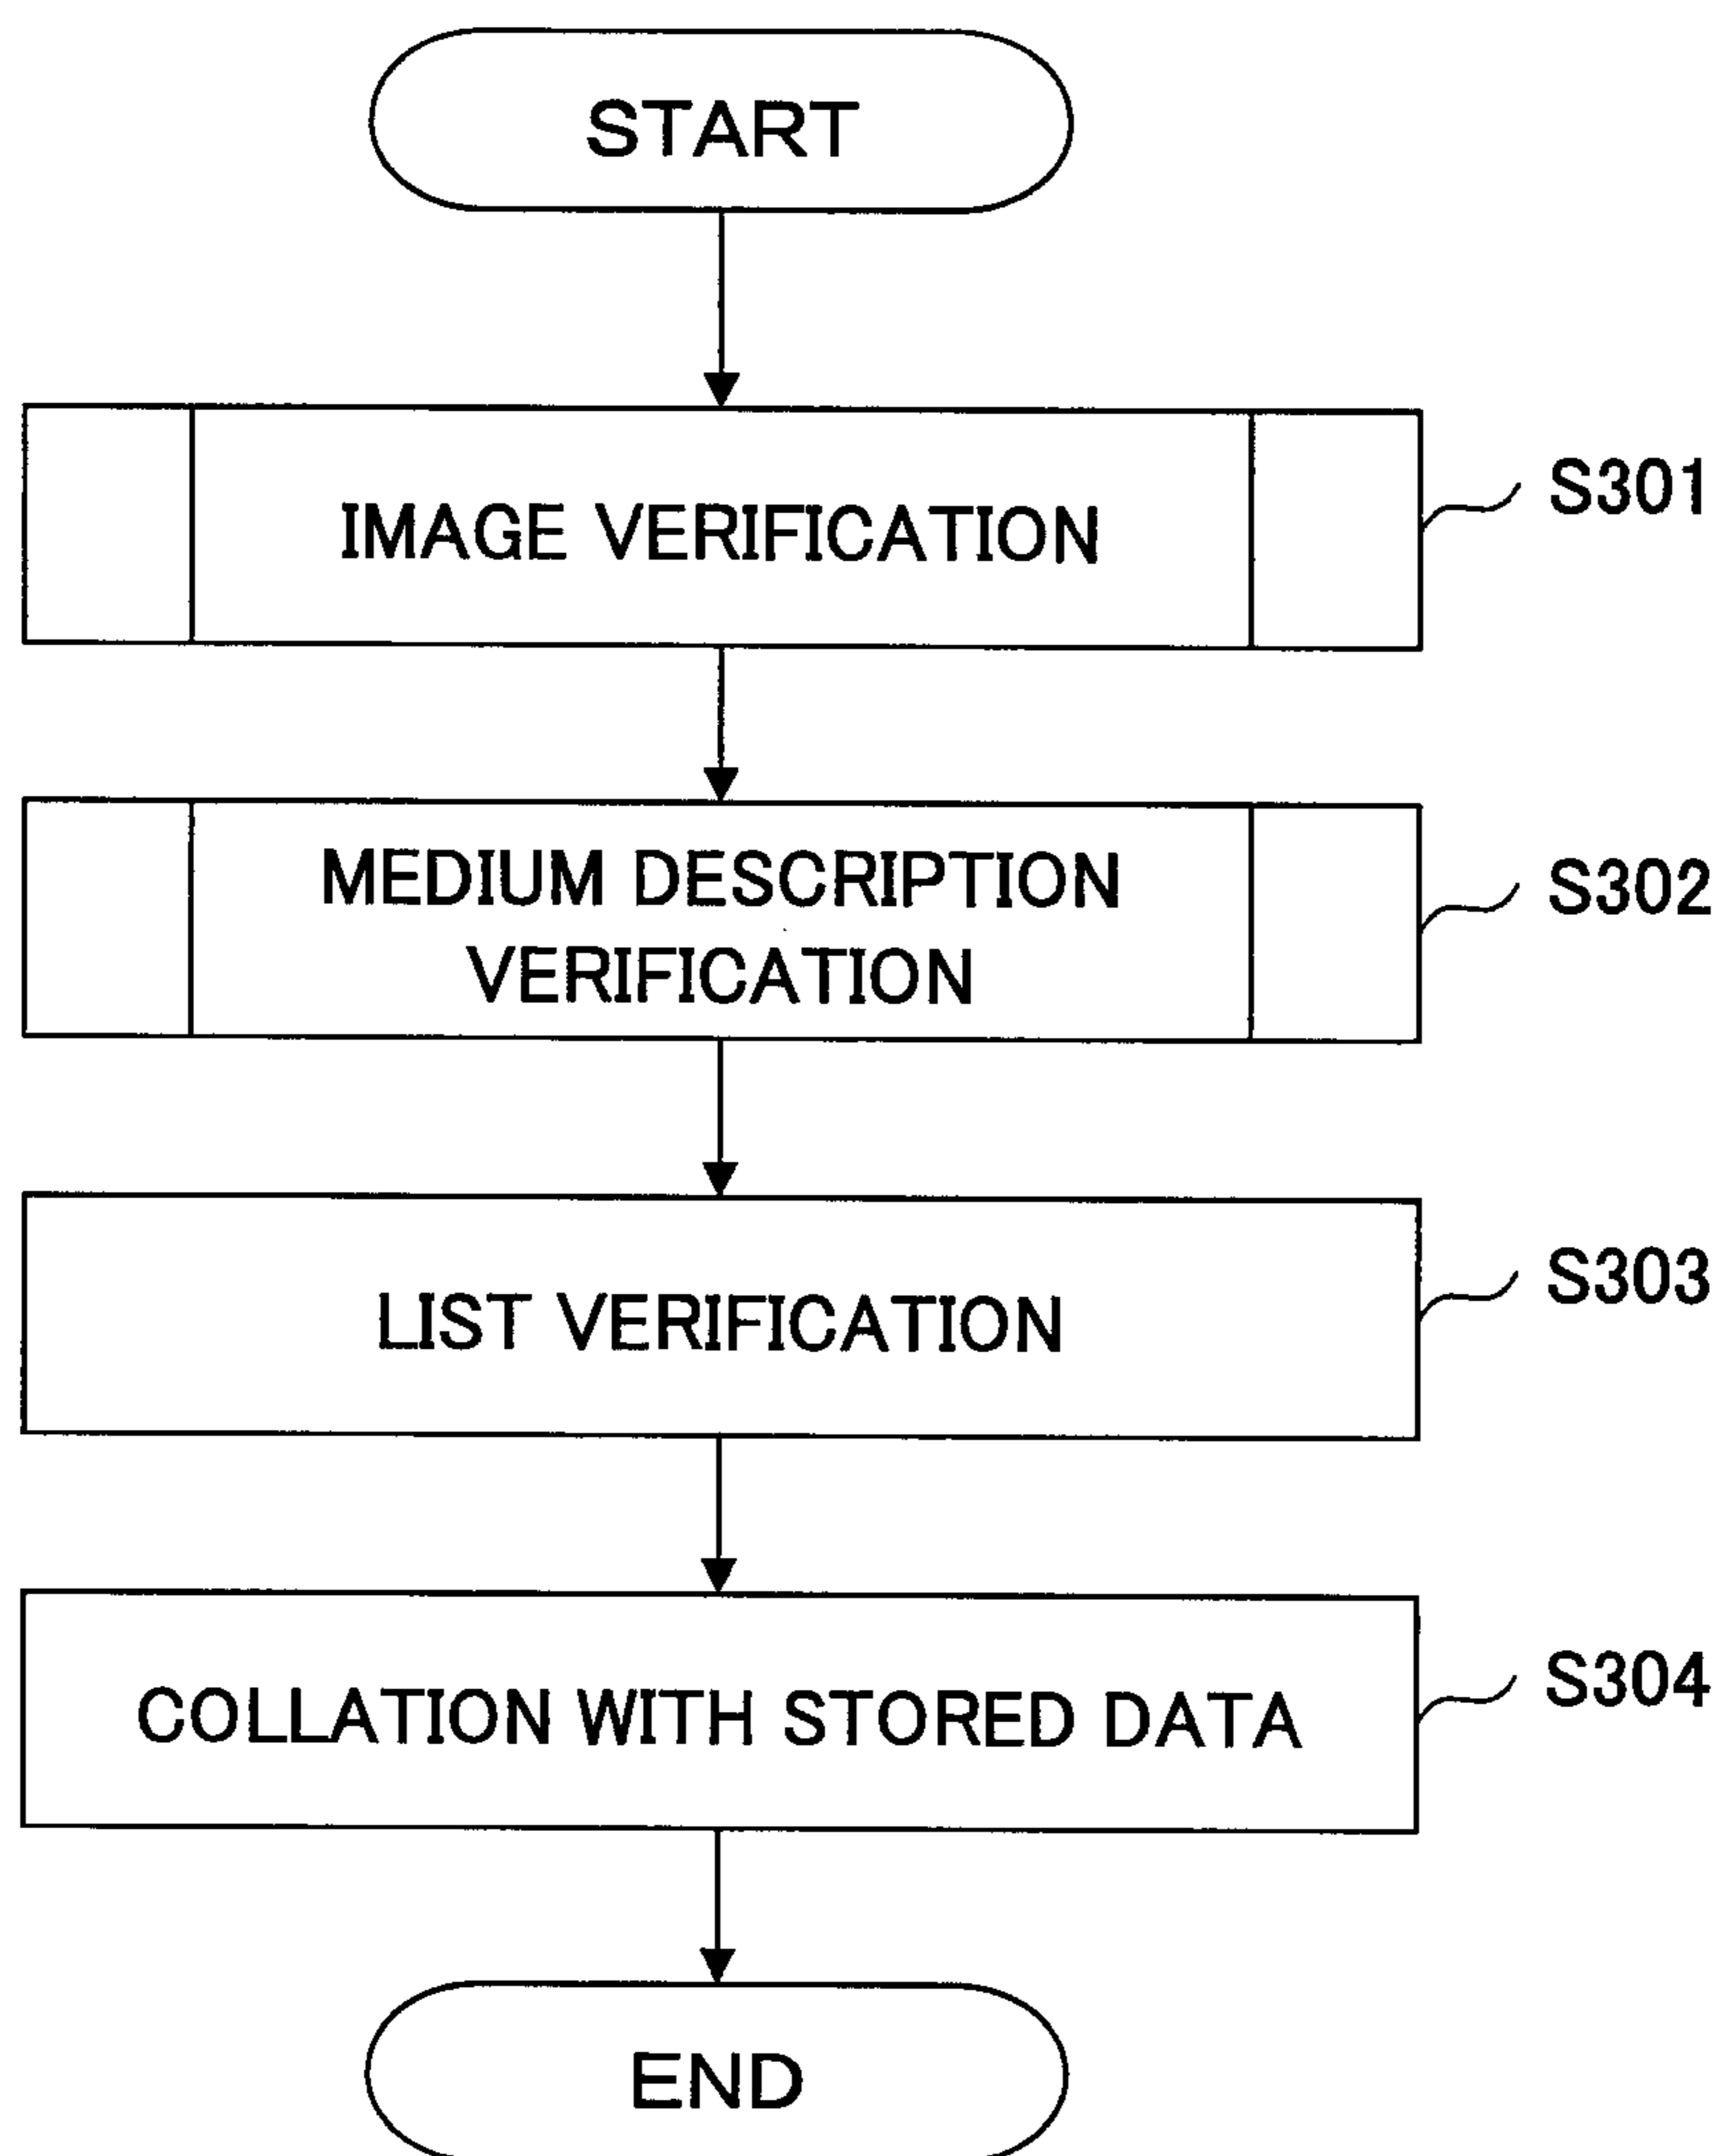 START
IMAGE VERIFICATION
S301
MEDIUM DESCRIPTION
VERIFICATION
S302
LIST VERIFICATION
S303
COLLATION WITH STORED DATA
S304
END